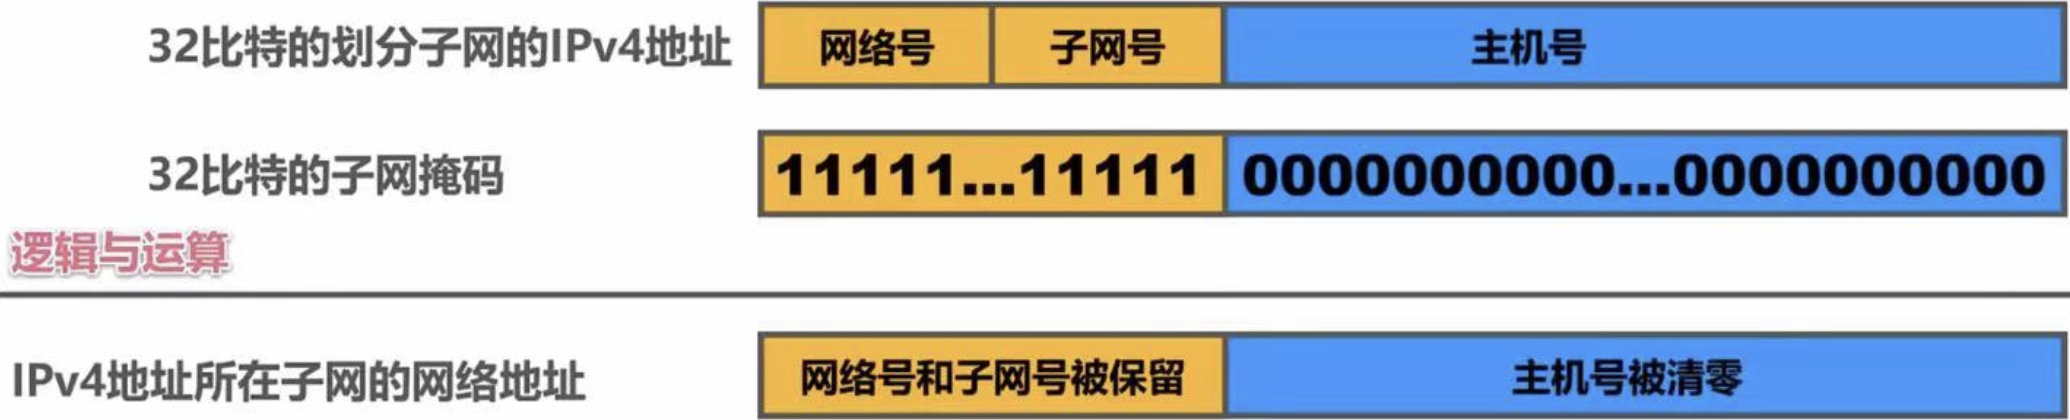 32比特的划分子网的IPv4地址 网络号 子网号 主机号
32比特的子网掩码 11111...11111 0000000000...0000000000
逻辑与运算
IPv4地址所在子网的网络地址 网络号和子网号被保留 主机号被清零